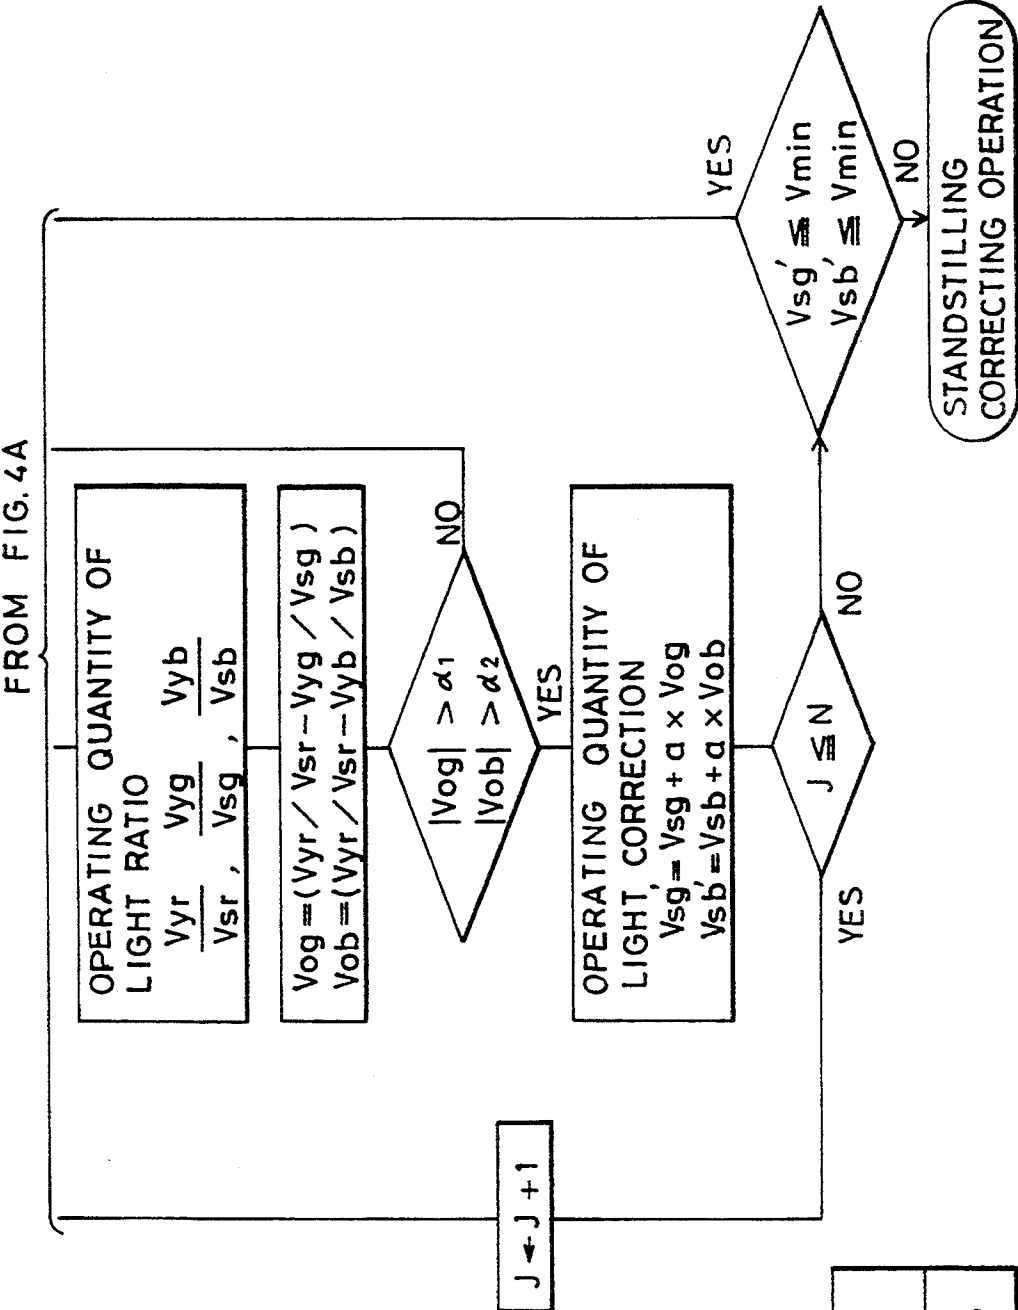 FROM FIG. 4A
OPERATING QUANTITY OF
LIGHT RATIO
Vyr/Vsr, Vyg/Vsg, Vyb/Vsb
Vog=(Vyr/Vsr-Vyg/Vsg)
Vob=(Vyr/Vsr-Vyb/Vsb)
|Vog| > α1
|Vob| > α2
NO
YES
OPERATING QUANTITY OF
LIGHT CORRECTION
Vsg'=Vsg+a×Vog
Vsb'=Vsb+a×Vob
J≦N
YES
NO
J←J+1
Vsg'≦Vmin
Vsb'≦Vmin
YES
NO
STANDSTILLING
CORRECTING OPERATION